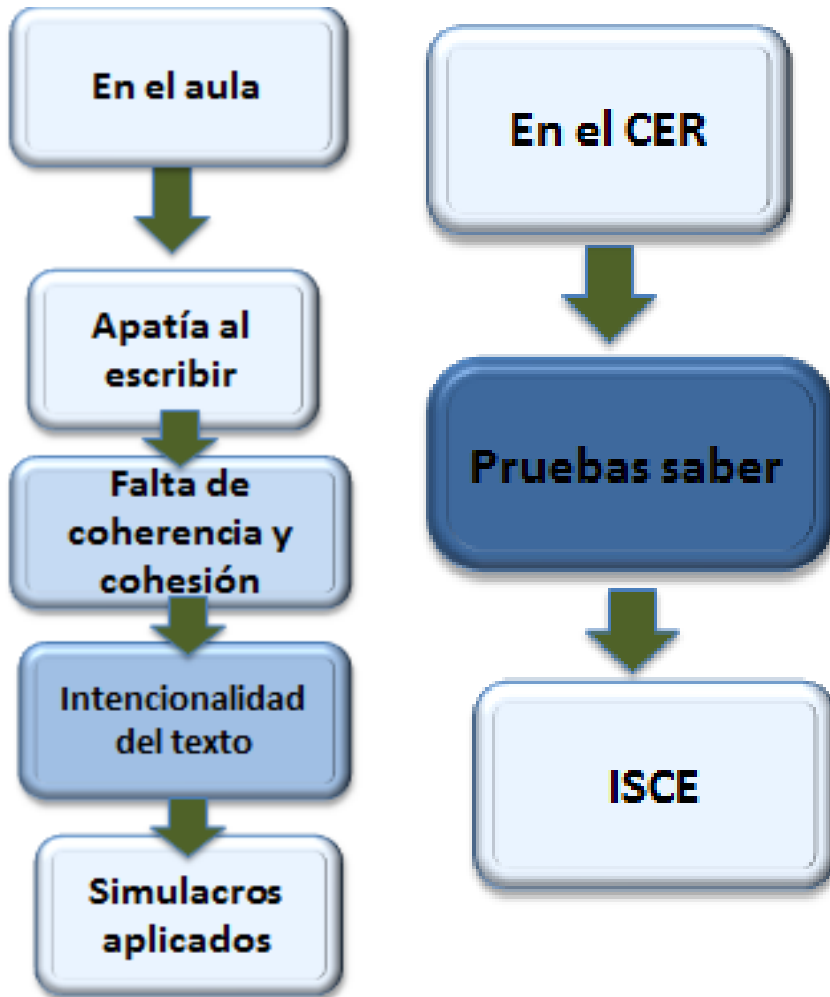 En el aula
Apatía al
escribir
Falta de
coherencia y
cohesión
Intencionalidad
del texto
Simulacros
aplicados
En el CER
Pruebas saber
ISCE